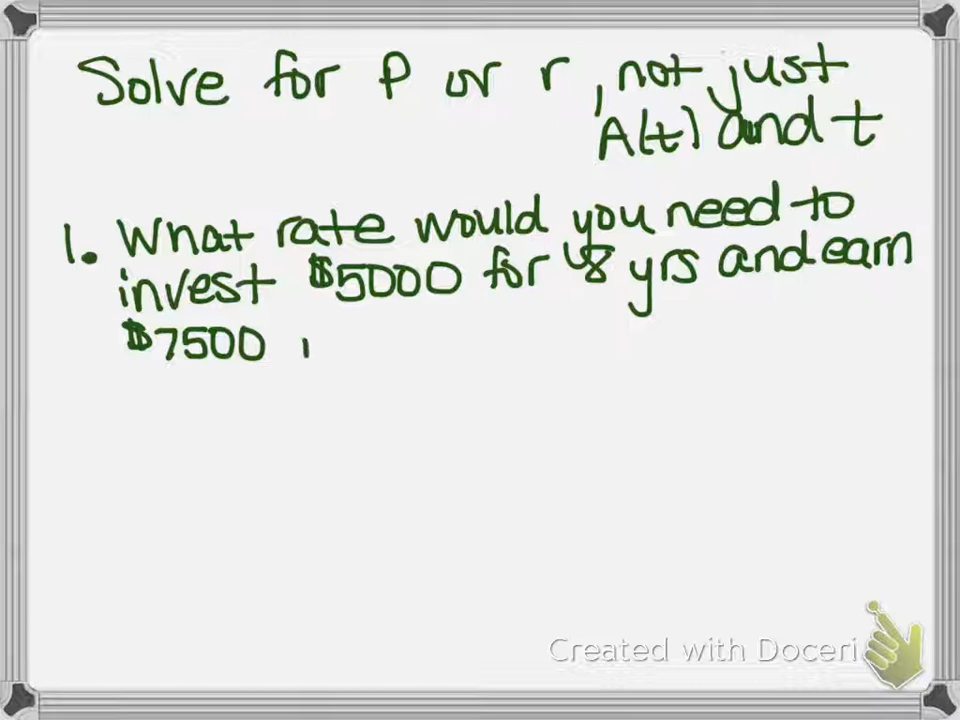 Solve for P or r, not just
A(t) and t
1. What rate would you need to
invest $5000 for 8 yrs and earn
$7500
Created with Doceri